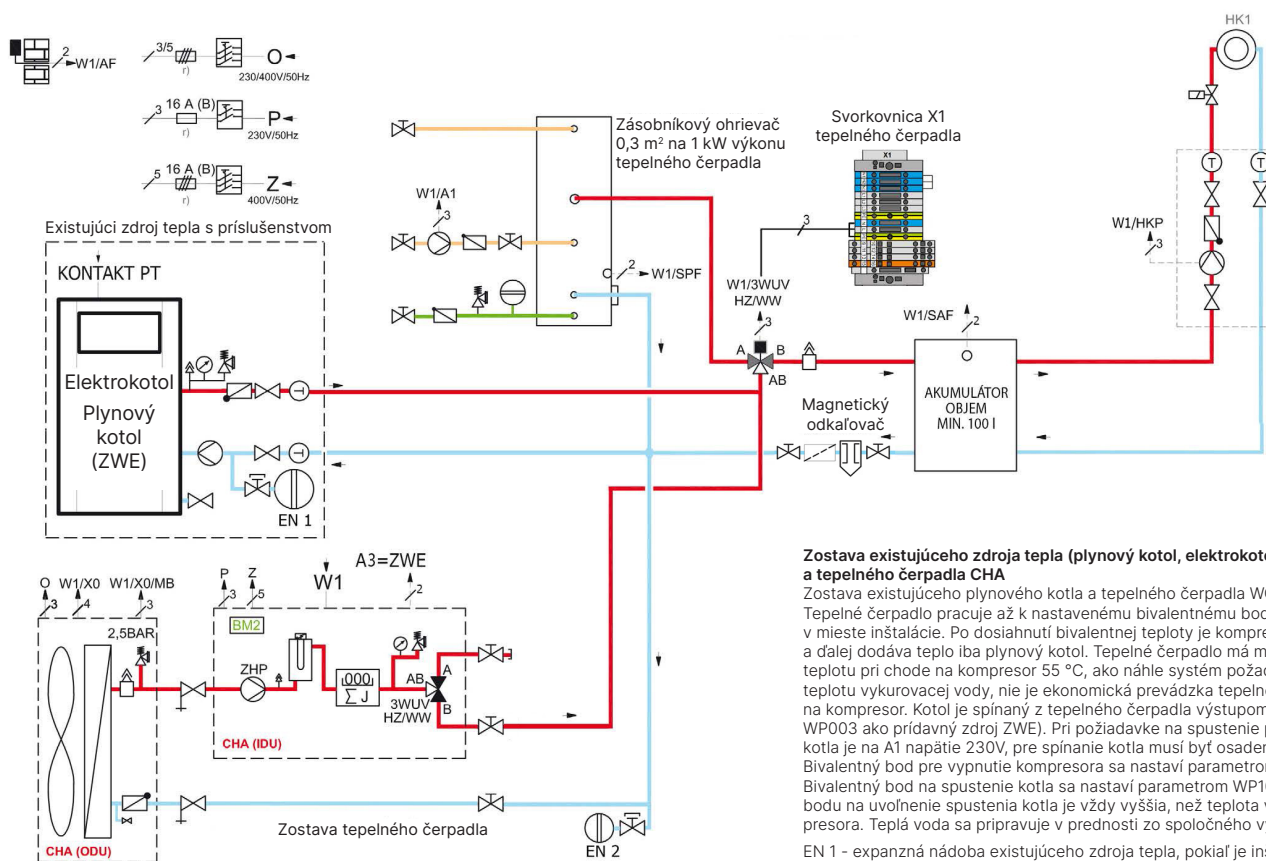 HK1
2
W1/AF
3/5
r)
O
230/400V/50Hz
3
16 A (B)
r)
P
230V/50Hz
5
16 A (B)
r)
Z
400V/50Hz
Zásobníkový ohrievač
0,3 m² na 1 kW výkonu
tepelného čerpadla
Svorkovnica X1
tepelného čerpadla
X1
W1/A1
3
2
W1/SPF
3
W1/3WUV
HZ/WW
3
A
B
AB
W1/HKP
3
T
T
W1/SAF
2
AKUMULÁTOR
OBJEM
MIN. 100 l
Magnetický
odkaľovač
Existujúci zdroj tepla s príslušenstvom
KONTAKT PT
Elektrokotol
Plynový
kotol
(ZWE)
T
T
EN 1
O
3
W1/X0
4
W1/X0/MB
3
2,5BAR
CHA (ODU)
P
3
Z
5
BM2
W1
A3=ZWE
2
ZHP
000
Σ J
AB
A
B
3WUV
HZ/WW
CHA (IDU)
Zostava tepelného čerpadla
EN 2
Zostava existujúceho zdroja tepla (plynový kotol, elektrokot
a tepelného čerpadla CHA
Zostava existujúceho plynového kotla a tepelného čerpadla
Tepelné čerpadlo pracuje až k nastavenému bivalentnému
v mieste inštalácie. Po dosiahnutí bivalentnej teploty je
a ďalej dodáva teplo iba plynový kotol. Tepelné čerpadlo má
teplotu pri chode na kompresor 55 °C, ako náhle systém
teplotu vykurovacej vody, nie je ekonomická prevádzka
na kompresor. Kotol je spínaný z tepelného čerpadla
WP003 ako prídavný zdroj ZWE). Pri požiadavke na spustenie
kotla je na A1 napätie 230V, pre spínanie kotla musí byť
Bivalentný bod pre vypnutie kompresora sa nastaví
Bivalentný bod na spustenie kotla sa nastaví parametrom
bodu na uvoľnenie spustenia kotla je vždy vyššia, než teplota
presora. Teplá voda sa pripravuje v prednosti zo spoločného
EN 1 - expanzná nádoba existujúceho zdroja tepla, pokiaľ je